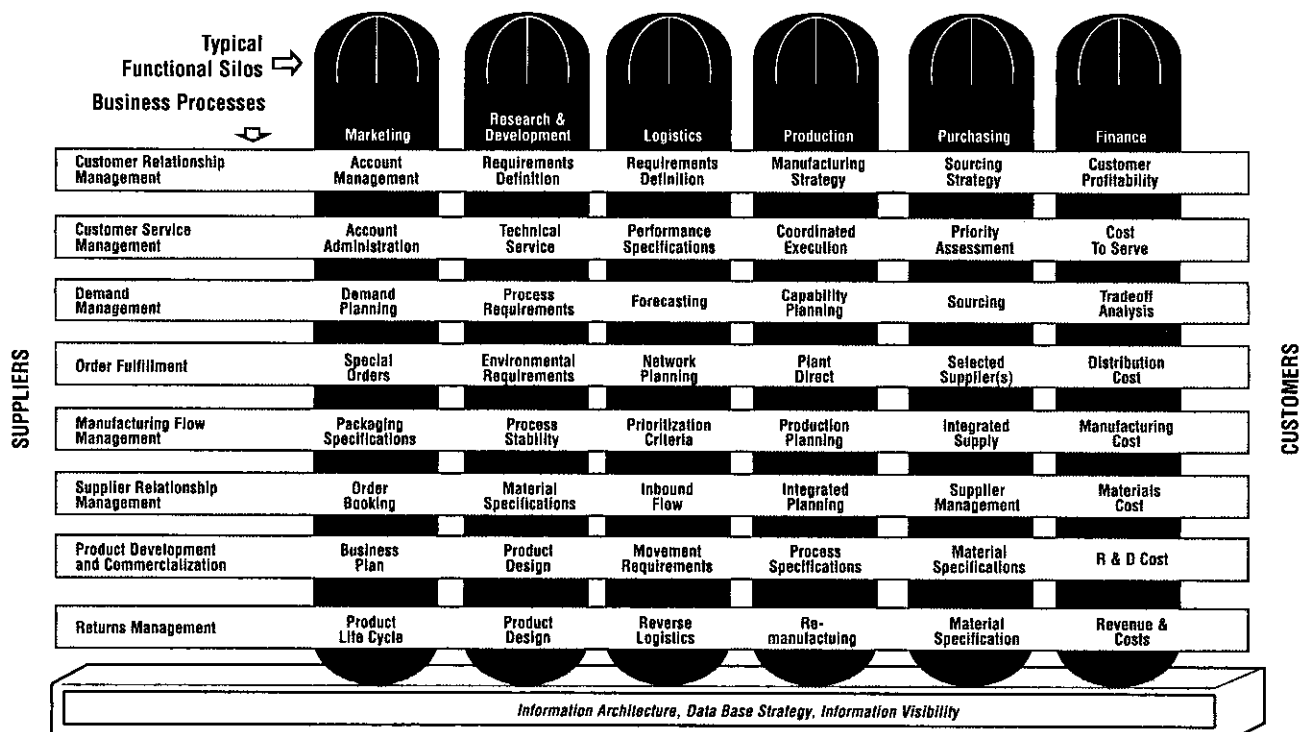 Typical
Functional Silos
Business Processes
Marketing
Research &
Development
Logistics
Production
Purchasing
Finance
Customer Relationship
Management
Account
Management
Requirements
Definition
Requirements
Definition
Manufacturing
Strategy
Sourcing
Strategy
Customer
Profitability
Customer Service
Management
Account
Administration
Technical
Service
Performance
Specifications
Coordinated
Execution
Priority
Assessment
Cost
To Serve
Demand
Management
Demand
Planning
Process
Requirements
Forecasting
Capability
Planning
Sourcing
Tradeoff
Analysis
Order Fulfillment
Special
Orders
Environmental
Requirements
Network
Planning
Plant
Direct
Selected
Supplier(s)
Distribution
Cost
Manufacturing Flow
Management
Packaging
Specifications
Process
Stability
Prioritization
Criteria
Production
Planning
Integrated
Supply
Manufacturing
Cost
Supplier Relationship
Management
Order
Booking
Material
Specifications
Inbound
Flow
Integrated
Planning
Supplier
Management
Materials
Cost
Product Development
and Commercialization
Business
Plan
Product
Design
Movement
Requirements
Process
Specifications
Material
Specifications
R & D Cost
Returns Management
Product
Life Cycle
Product
Design
Reverse
Logistics
Re-
manufactuing
Material
Specification
Revenue &
Costs
SUPPLIERS
CUSTOMERS
Information Architecture, Data Base Strategy, Information Visibility